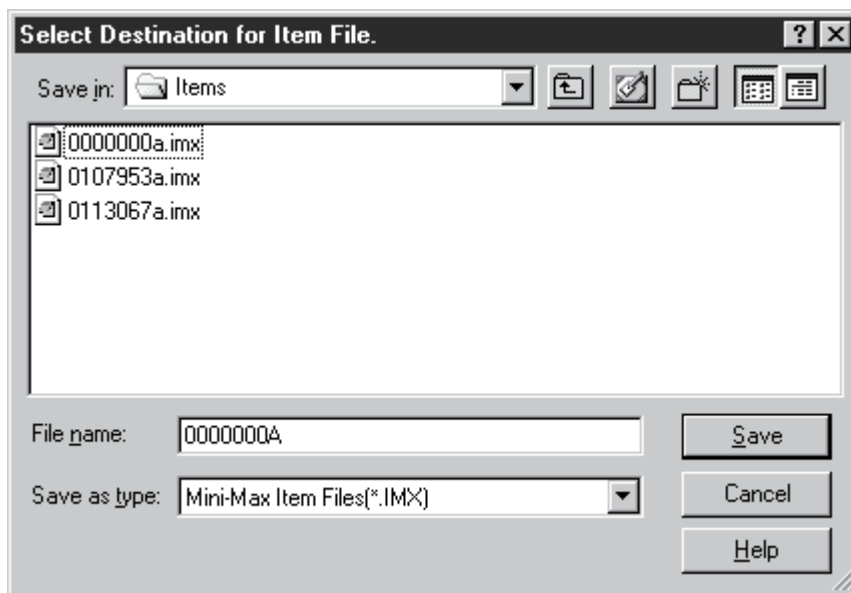 Select Destination for Item File.
Save in: Items
0000000a.imx
0107953a.imx
0113067a.imx
File name: 0000000A Save
Save as type: Mini-Max Item Files(*.IMX) Cancel
Help